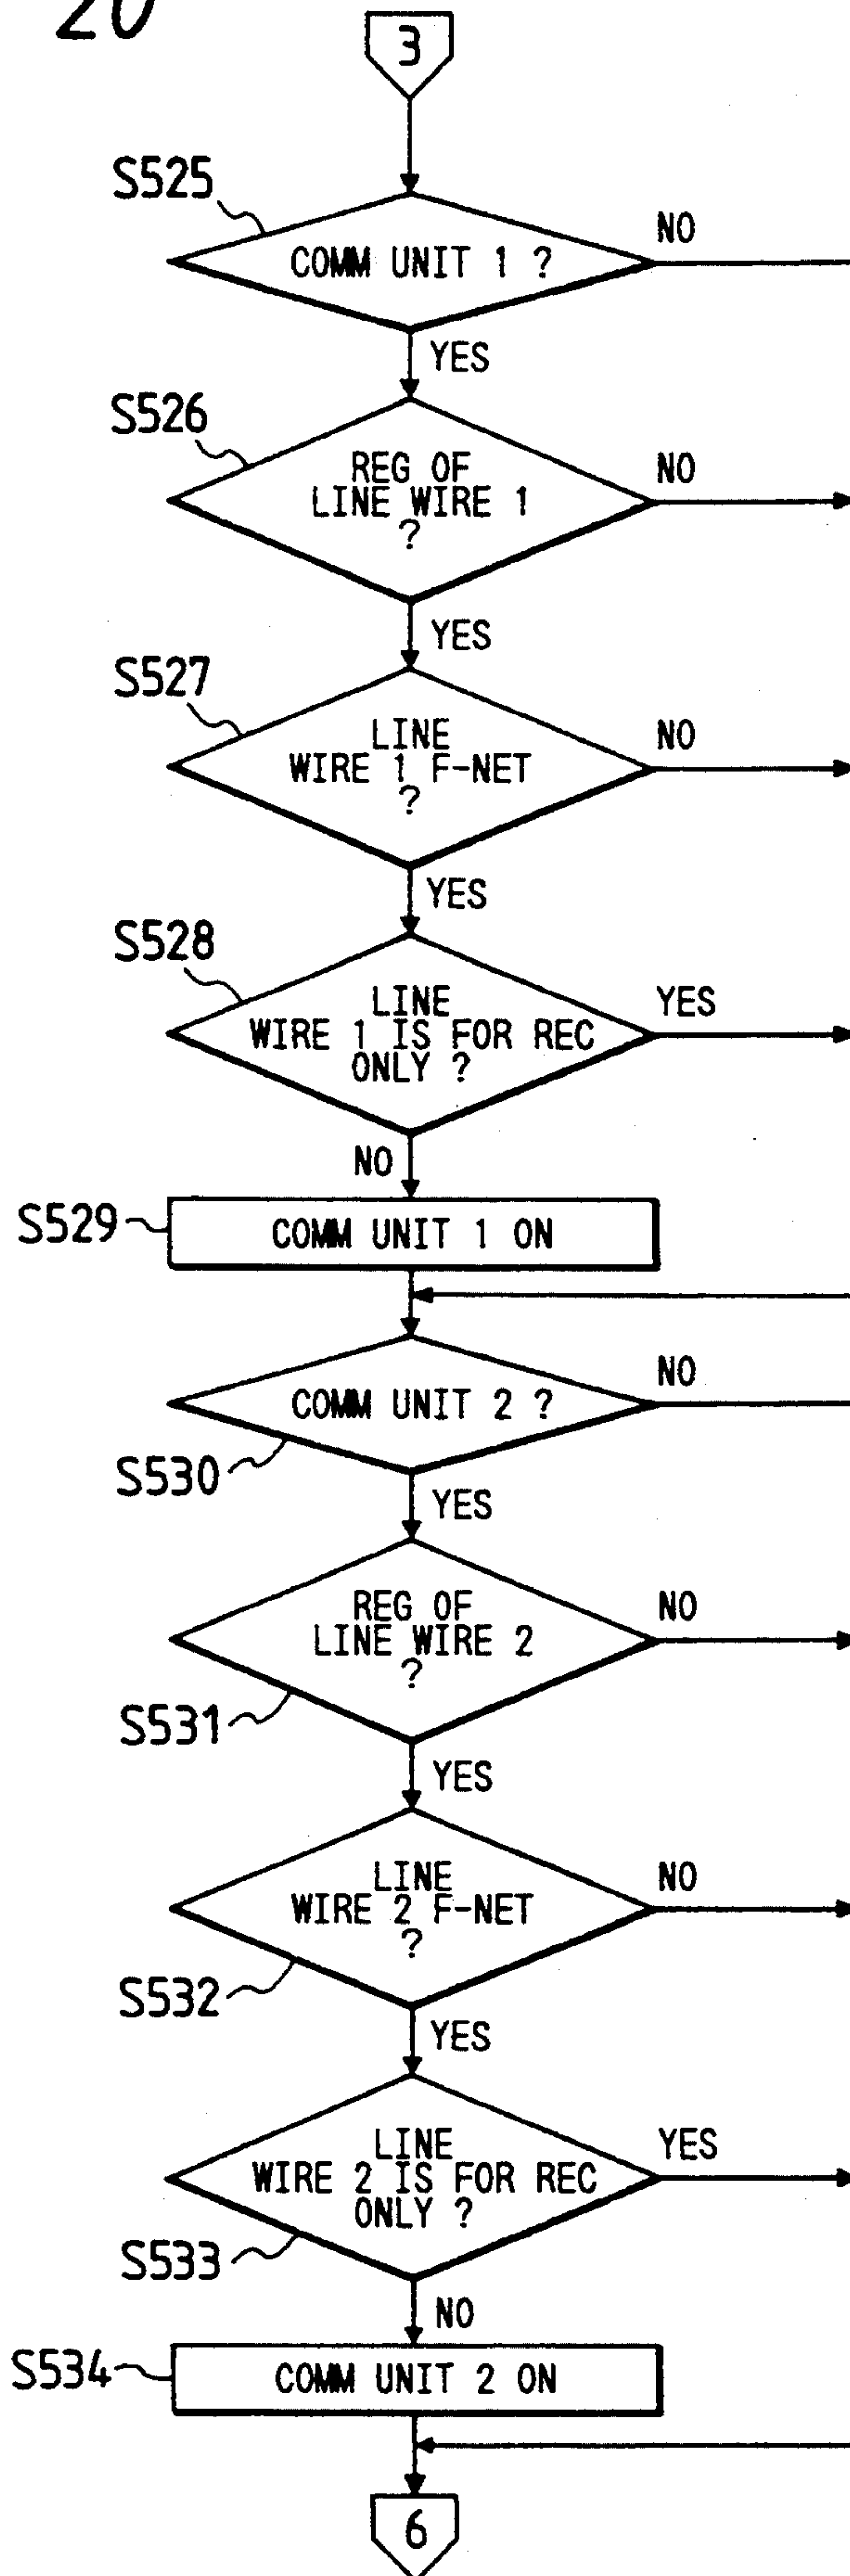 20
3
S525
COMM UNIT 1 ?
NO
YES
S526
REG OF
LINE WIRE 1
?
NO
YES
S527
LINE
WIRE 1 F-NET
?
NO
YES
S528
LINE
WIRE 1 IS FOR REC
ONLY ?
YES
NO
S529
COMM UNIT 1 ON
COMM UNIT 2 ?
NO
S530
YES
REG OF
LINE WIRE 2
?
NO
S531
YES
LINE
WIRE 2 F-NET
?
NO
S532
YES
LINE
WIRE 2 IS FOR REC
ONLY ?
YES
S533
NO
S534
COMM UNIT 2 ON
6